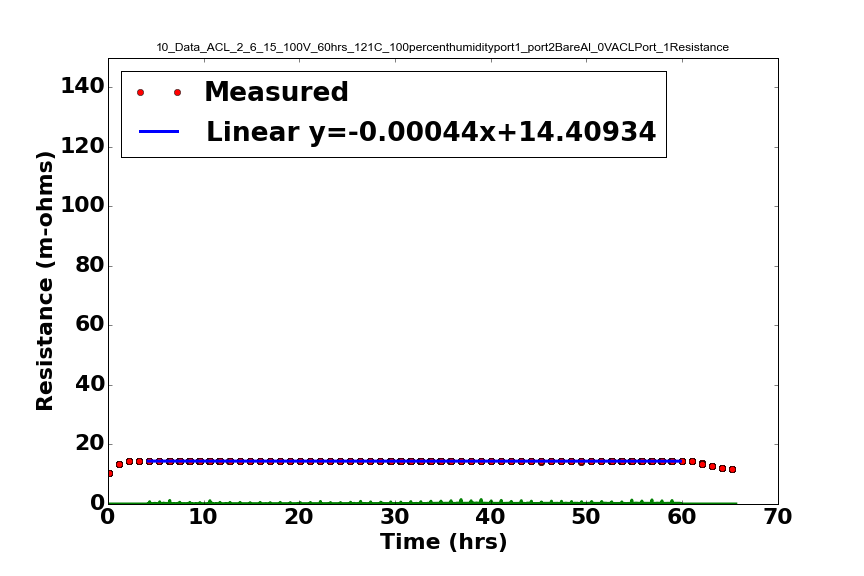 10_Data_ACL_2_6_15_100V_60hrs_121C_100percenthumidityport1_port2BareAl_0VACLPort_1Resistance
Measured
Linear y=-0.00044x+14.40934
140
120
100
80
60
40
20
0
Resistance (m-ohms)
0 10 20 30 40 50 60 70
Time (hrs)